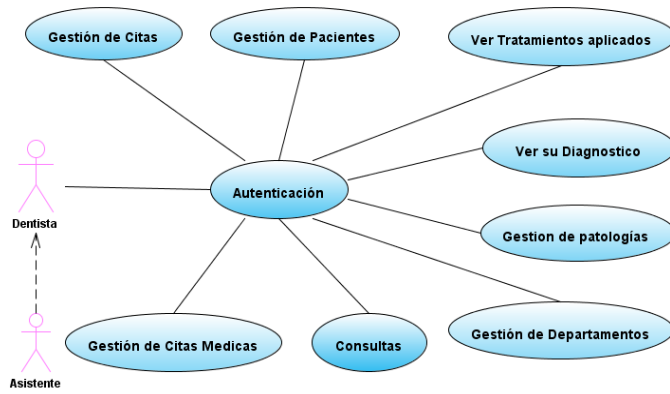 Gestión de Citas
Gestión de Pacientes
Ver Tratamientos aplicados
Ver su Diagnostico
Autenticación
Dentista
Gestion de patologías
Gestión de Citas Medicas
Consultas
Gestión de Departamentos
Asistente